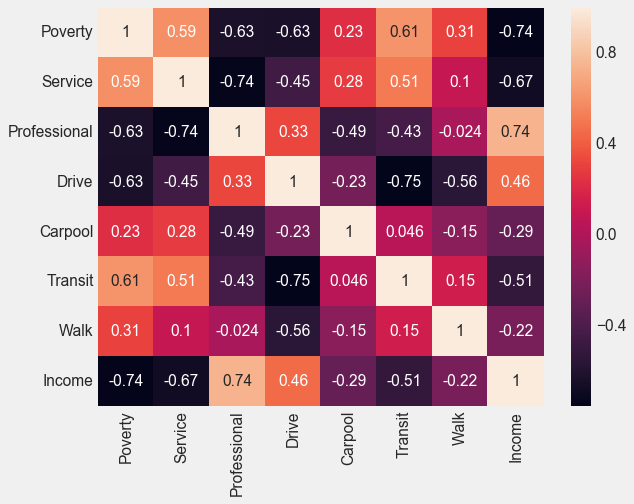 Poverty 1 0.59 -0.63 -0.63 0.23 0.61 0.31 -0.74
Service 0.59 1 -0.74 -0.45 0.28 0.51 0.1 -0.67
Professional -0.63 -0.74 1 0.33 -0.49 -0.43 -0.024 0.74
Drive -0.63 -0.45 0.33 1 -0.23 -0.75 -0.56 0.46
Carpool 0.23 0.28 -0.49 -0.23 1 0.046 -0.15 -0.29
Transit 0.61 0.51 -0.43 -0.75 0.046 1 0.15 -0.51
Walk 0.31 0.1 -0.024 -0.56 -0.15 0.15 1 -0.22
Income -0.74 -0.67 0.74 0.46 -0.29 -0.51 -0.22 1
Poverty Service Professional Drive Carpool Transit Walk Income
0.8
0.4
0.0
−0.4